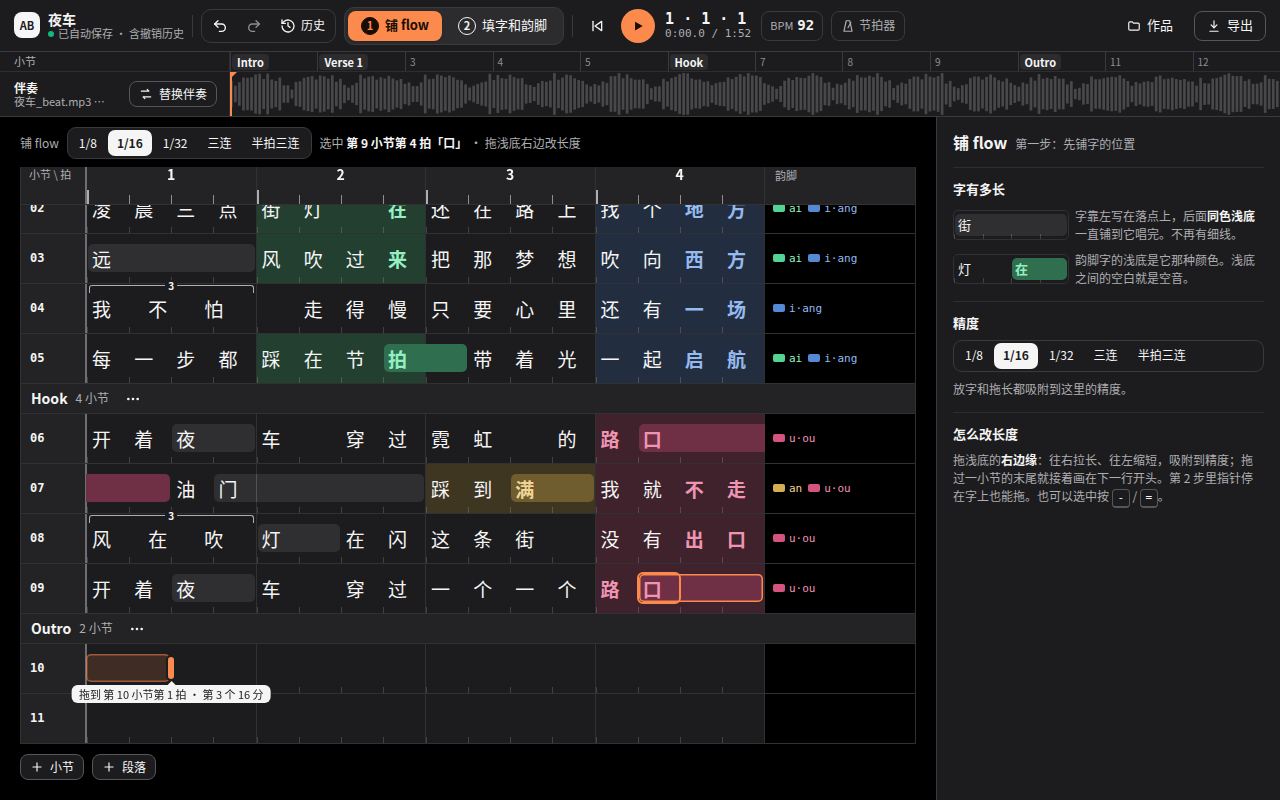 AB 夜车 已自动保存 · 含撤销历史 历史 1 铺 flow 2 填字和韵脚 1 · 1 · 1 0:00.0 / 1:52 BPM 92 节拍器 作品 导出
小节 Intro Verse 1 3 4 5 Hook 7 8 9 Outro 11 12
伴奏
夜车_beat.mp3 ··· 替换伴奏
铺 flow 1/8 1/16 1/32 三连 半拍三连 选中 第 9 小节第 4 拍「口」 · 拖浅底右边改长度
小节 \ 拍 1 2 3 4 韵脚
02 凌 晨 三 点 街 灯 在 还 在 路 上 找 个 地 方 ai i·ang
03 远 风 吹 过 来 把 那 梦 想 吹 向 西 方 ai i·ang
3
04 我 不 怕 走 得 慢 只 要 心 里 还 有 一 场 i·ang
05 每 一 步 都 踩 在 节 拍 带 着 光 一 起 启 航 ai i·ang
Hook 4 小节 ···
06 开 着 夜 车 穿 过 霓 虹 的 路 口 u·ou
07 油 门 踩 到 满 我 就 不 走 an u·ou
3
08 风 在 吹 灯 在 闪 这 条 街 没 有 出 口 u·ou
09 开 着 夜 车 穿 过 一 个 一 个 路 口 u·ou
Outro 2 小节 ···
10
拖到 第 10 小节第 1 拍 · 第 3 个 16 分
11
+ 小节 + 段落
铺 flow 第一步：先铺字的位置
字有多长
街 字靠左写在落点上，后面同色浅底
一直铺到它唱完。不再有细线。
灯 在 韵脚字的浅底是它那种颜色。浅底
之间的空白就是空音。
精度
1/8 1/16 1/32 三连 半拍三连
放字和拖长都吸附到这里的精度。
怎么改长度
拖浅底的右边缘：往右拉长、往左缩短，吸附到精度；拖
过一小节的末尾就接着画在下一行开头。第 2 步里指针停
在字上也能拖。也可以选中按 - / = 。